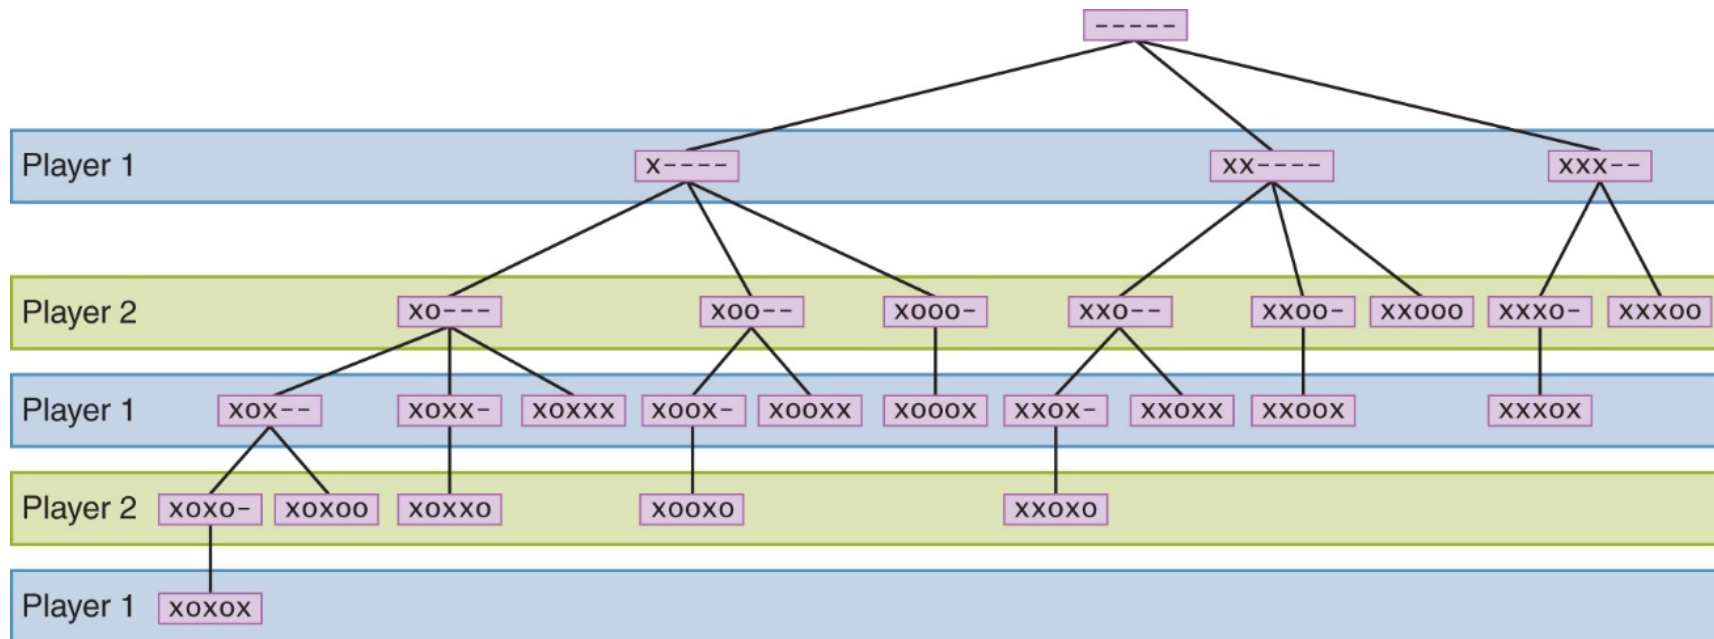 -----
Player 1 x---- xx---- xxx--
Player 2 xo--- xoo-- xooo- xxo-- xxoo- xxooo xxxo- xxxoo
Player 1 xox-- xoxx- xoxxx xoox- xooxx xooox xxox- xxoxx xxoox xxxox
Player 2 xoxo- xoxoo xoxxo xooxo xxoxo
Player 1 xoxox